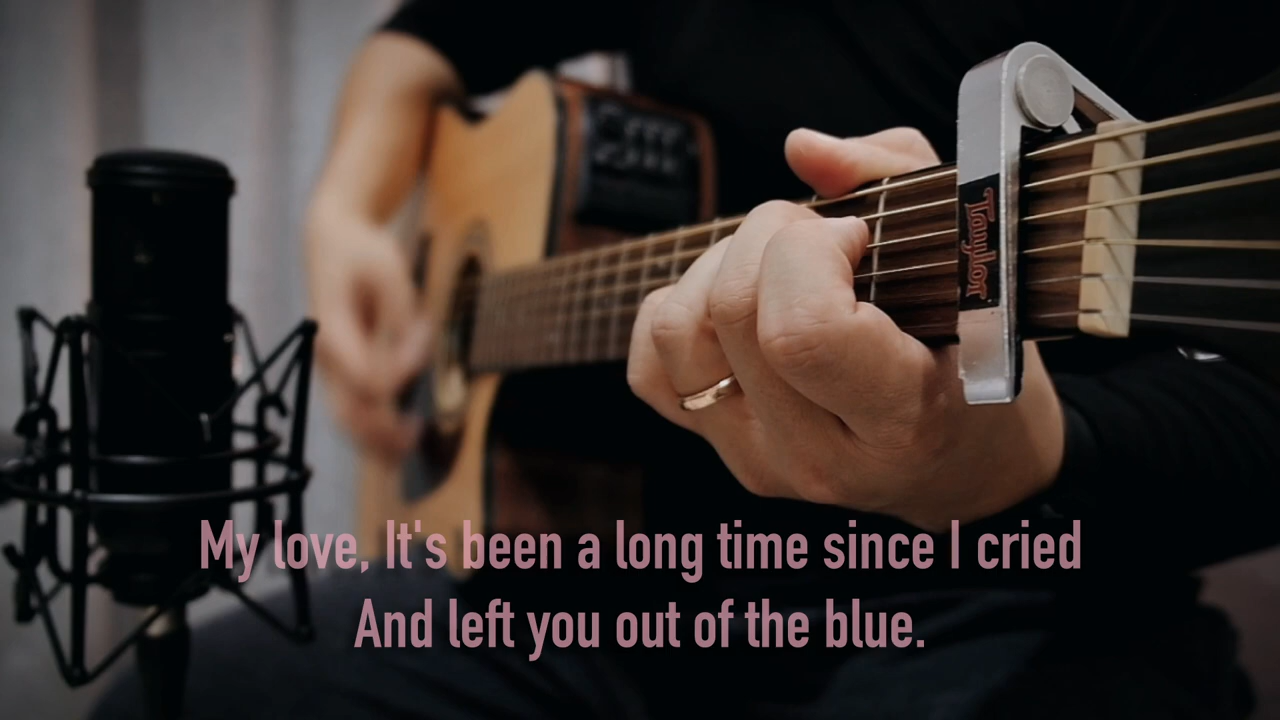 Taylor
My love, It's been a long time since I cried
And left you out of the blue.